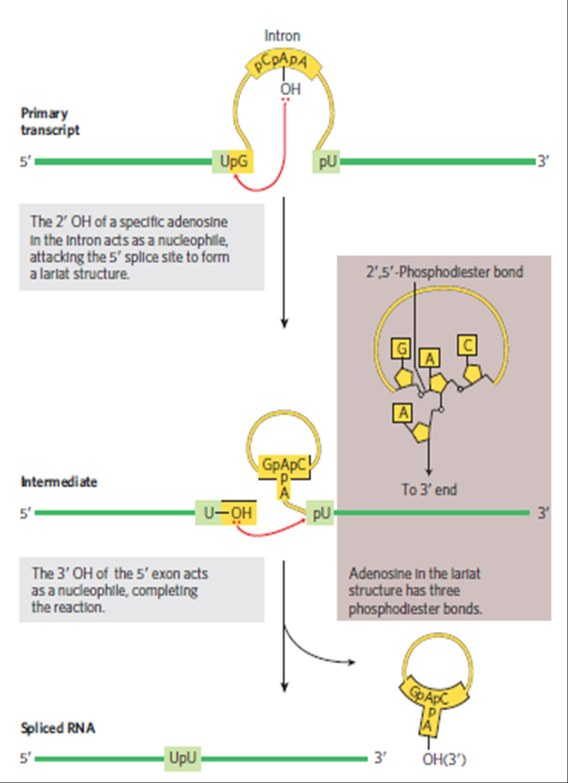 Intron
pCpApA
OH
Primary
transcript
5′
UpG
pU
3′
The 2′ OH of a specific adenosine
in the intron acts as a nucleophile,
attacking the 5′ splice site to form
a lariat structure.
2′,5′-Phosphodiester bond
G
A
C
A
To 3′ end
GpApC
p
A
Intermediate
5′
U–OH
pU
3′
The 3′ OH of the 5′ exon acts
as a nucleophile, completing
the reaction.
Adenosine in the lariat
structure has three
phosphodiester bonds.
GpApC
p
A
OH(3′)
Spliced RNA
5′
UpU
3′